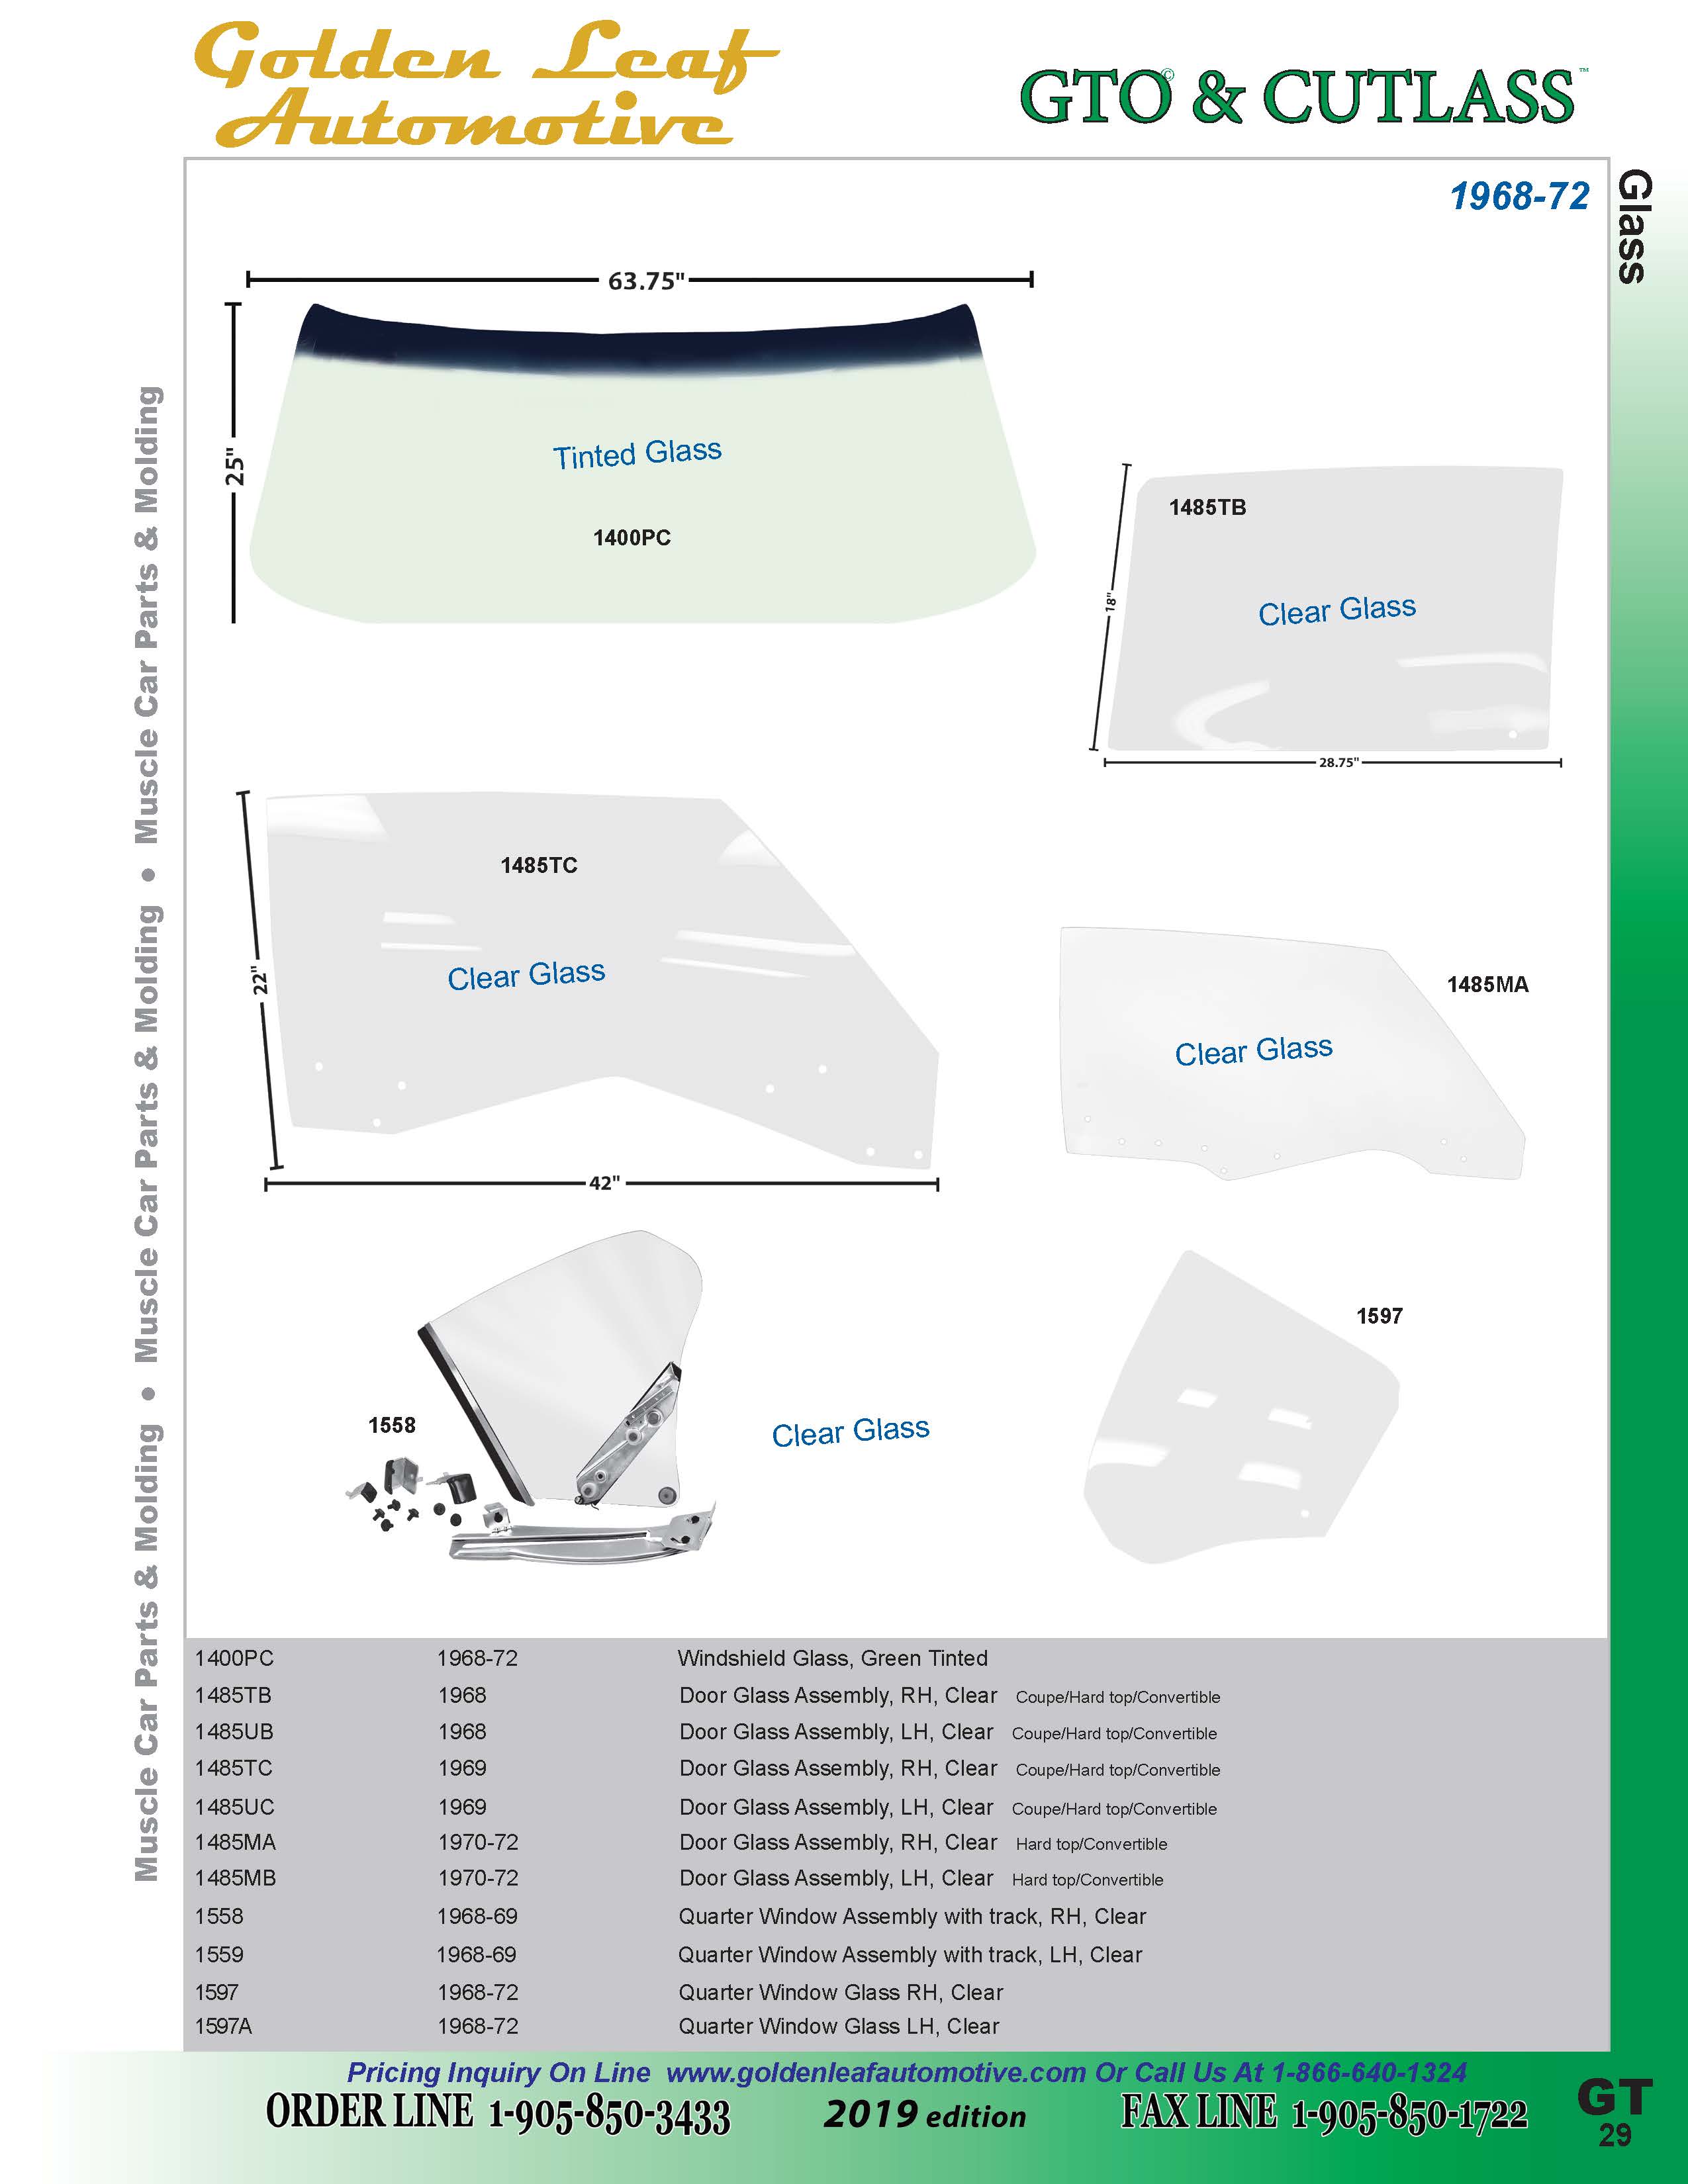 Golden Leaf
Automotive
GTO© & CUTLASS™
1968-72
Glass
Muscle Car Parts & Molding • Muscle Car Parts & Molding • Muscle Car Parts & Molding
63.75"
25"
Tinted Glass
1400PC
1485TB
18"
Clear Glass
28.75"
1485TC
22"
Clear Glass
42"
1485MA
Clear Glass
1597
1558
Clear Glass
1400PC 1968-72 Windshield Glass, Green Tinted
1485TB 1968 Door Glass Assembly, RH, Clear Coupe/Hard top/Convertible
1485UB 1968 Door Glass Assembly, LH, Clear Coupe/Hard top/Convertible
1485TC 1969 Door Glass Assembly, RH, Clear Coupe/Hard top/Convertible
1485UC 1969 Door Glass Assembly, LH, Clear Coupe/Hard top/Convertible
1485MA 1970-72 Door Glass Assembly, RH, Clear Hard top/Convertible
1485MB 1970-72 Door Glass Assembly, LH, Clear Hard top/Convertible
1558 1968-69 Quarter Window Assembly with track, RH, Clear
1559 1968-69 Quarter Window Assembly with track, LH, Clear
1597 1968-72 Quarter Window Glass RH, Clear
1597A 1968-72 Quarter Window Glass LH, Clear
Pricing Inquiry On Line www.goldenleafautomotive.com Or Call Us At 1-866-640-1324
ORDER LINE 1-905-850-3433 2019 edition FAX LINE 1-905-850-1722
GT
29